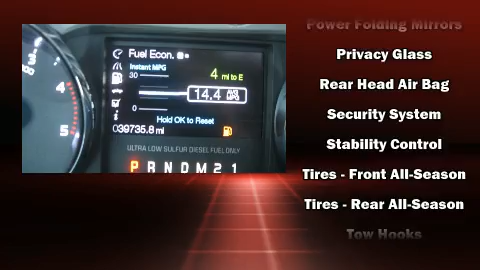 Fuel Econ.
Instant MPG
30
4 mi to E
14.4 AVG MPG
0
Hold OK to Reset
039735.8 mi
ULTRA LOW SULFUR DIESEL FUEL ONLY
P R N D M 2 1
3
4
5
Power Folding Mirrors
Privacy Glass
Rear Head Air Bag
Security System
Stability Control
Tires - Front All-Season
Tires - Rear All-Season
Tow Hooks